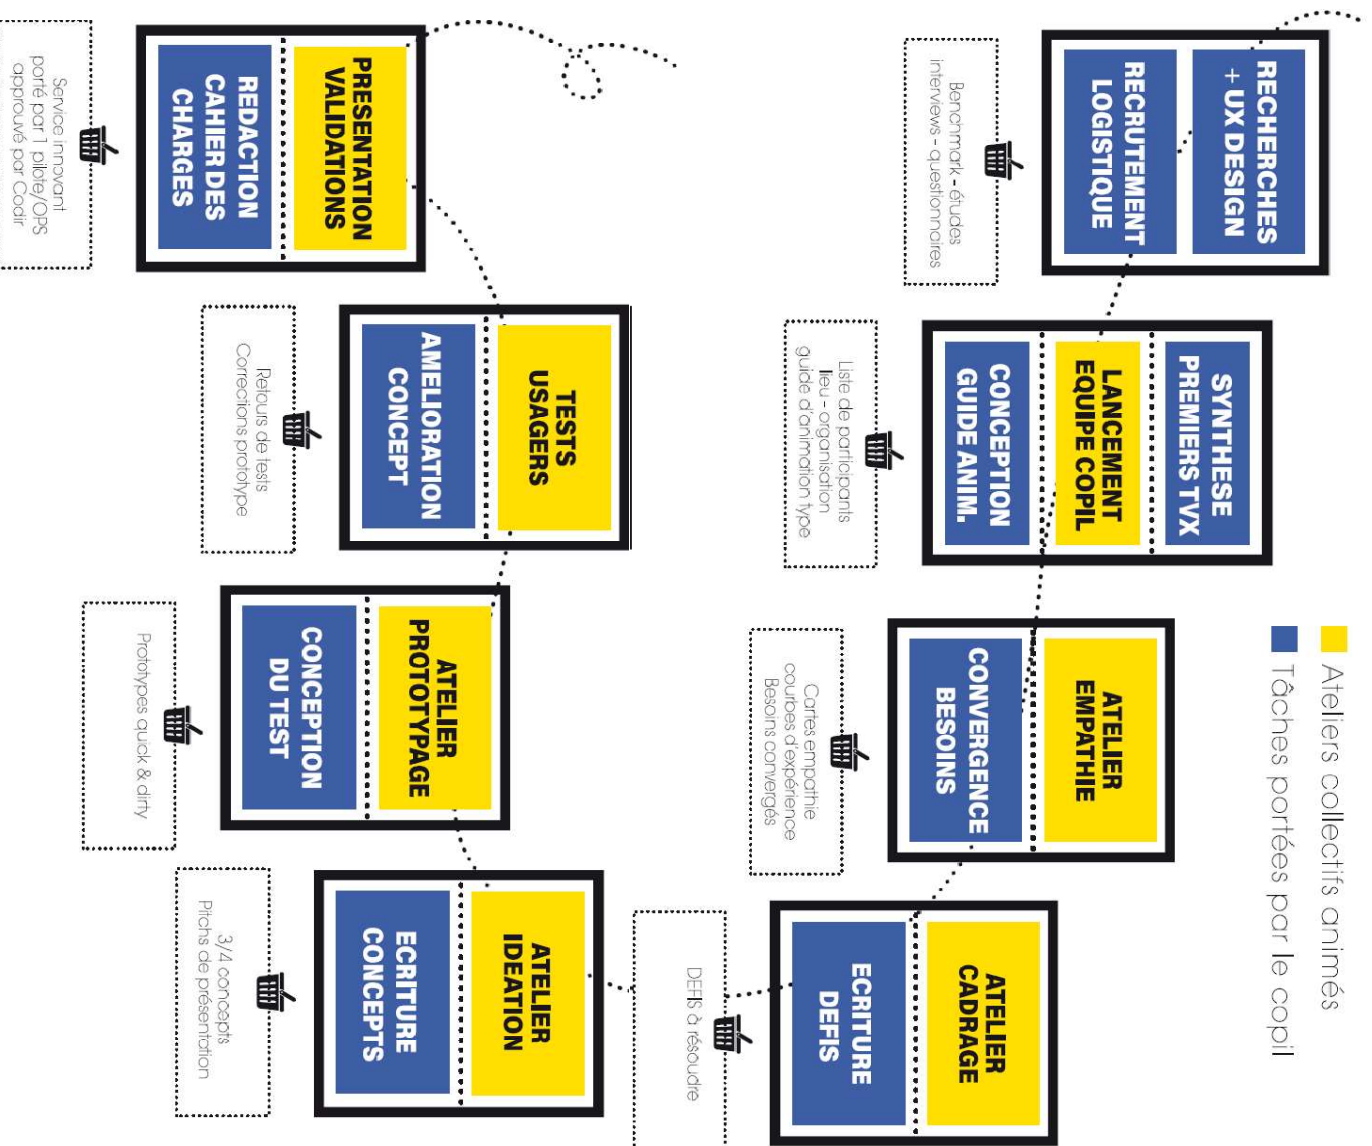 Ateliers collectifs animés
Tâches portées par le copil
RECHERCHES
+ UX DESIGN
RECRUTEMENT
LOGISTIQUE
Benchmark - études
interviews - questionnaires
SYNTHESE
PREMIERS TVX
LANCEMENT
EQUIPE COPIL
CONCEPTION
GUIDE ANIM.
Liste de participants
lieu - organisation
guide d'animation type
ATELIER
EMPATHIE
CONVERGENCE
BESOINS
Cartes empathie
courbes d'expérience
Besoins convergés
ATELIER
CADRAGE
ECRITURE
DEFIS
DEFIS à résoudre
ATELIER
IDEATION
ECRITURE
CONCEPTS
3/4 concepts
Pitchs de présentation
ATELIER
PROTOTYPAGE
CONCEPTION
DU TEST
Prototypes quick & dirty
TESTS
USAGERS
AMELIORATION
CONCEPT
Retours de tests
Corrections prototype
PRESENTATION
VALIDATIONS
REDACTION
CAHIER DES
CHARGES
Service innovant
porté par 1 pilote/OPS
approuvé par Codir